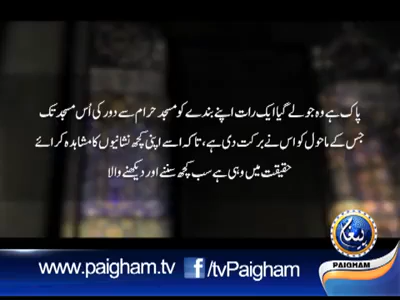 پاک ہے وہ جو لے گیا ایک رات اپنے بندے کو مسجد حرام سے دور کی اُس مسجد تک
جس کے ماحول کو اس نے برکت دی ہے، تاکہ اسے اپنی کچھ نشانیوں کا مشاہدہ کرائے
حقیقت میں وہی ہے سب کچھ سننے اور دیکھنے والا
پیغام
PAIGHAM
www.paigham.tv f/tvPaigham